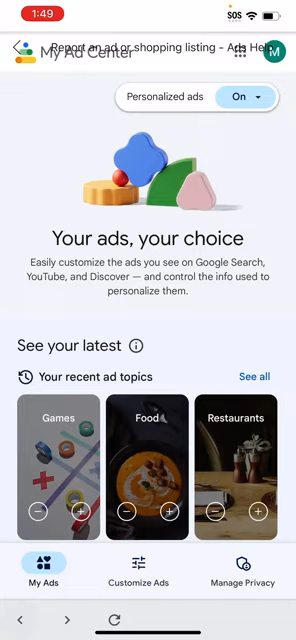 1:49
SOS
Report an ad or shopping listing - Ads Help
My Ad Center
M
Personalized ads On
Your ads, your choice
Easily customize the ads you see on Google Search,
YouTube, and Discover — and control the info used to
personalize them.
See your latest
Your recent ad topics See all
Games Food Restaurants
My Ads Customize Ads Manage Privacy